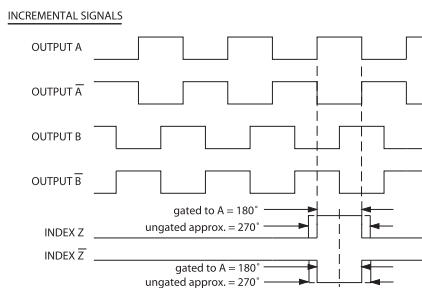 INCREMENTAL SIGNALS
OUTPUT A
OUTPUT A̅
OUTPUT B
OUTPUT B̅
gated to A = 180°
ungated approx. = 270°
INDEX Z
INDEX Z̅
gated to A = 180°
ungated approx. = 270°